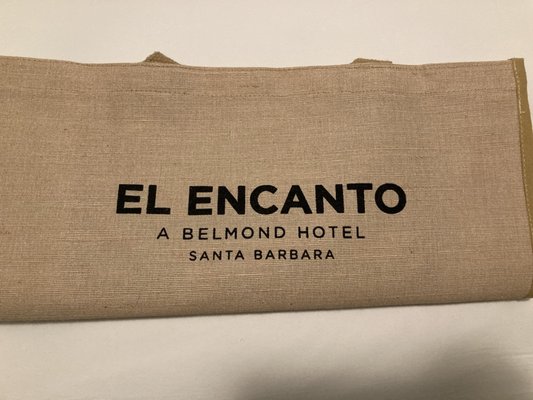 EL ENCANTO
A BELMOND HOTEL
SANTA BARBARA